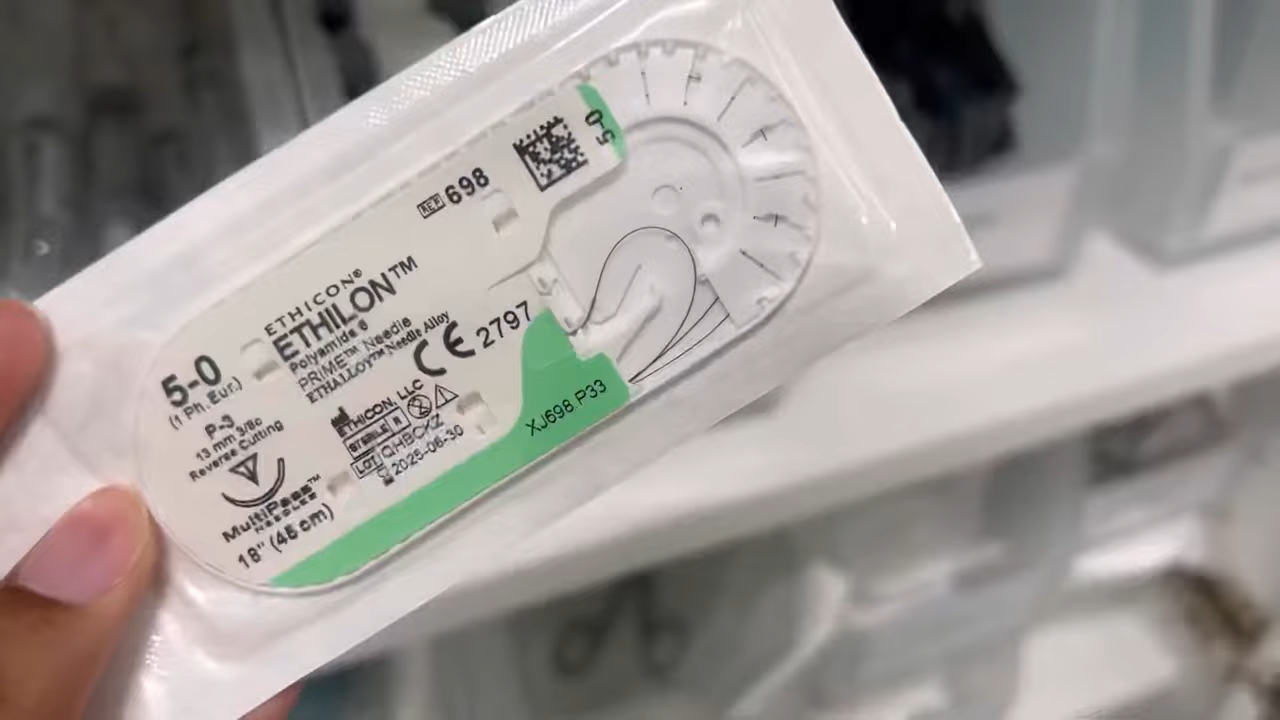 5-0
REF 698
ETHICON®
ETHILON™
Polyamide 6
PRIME™ Needle
ETHALLOY™ Needle Alloy
CE 2797
5-0
(1 Ph. Eur.)
P-3
13 mm 3/8c
Reverse Cutting
MultiPass™
NEEDLES
18" (45 cm)
ETHICON, LLC
STERILE R
LOT QHBCKZ
2025-06-30
XJ698.P33